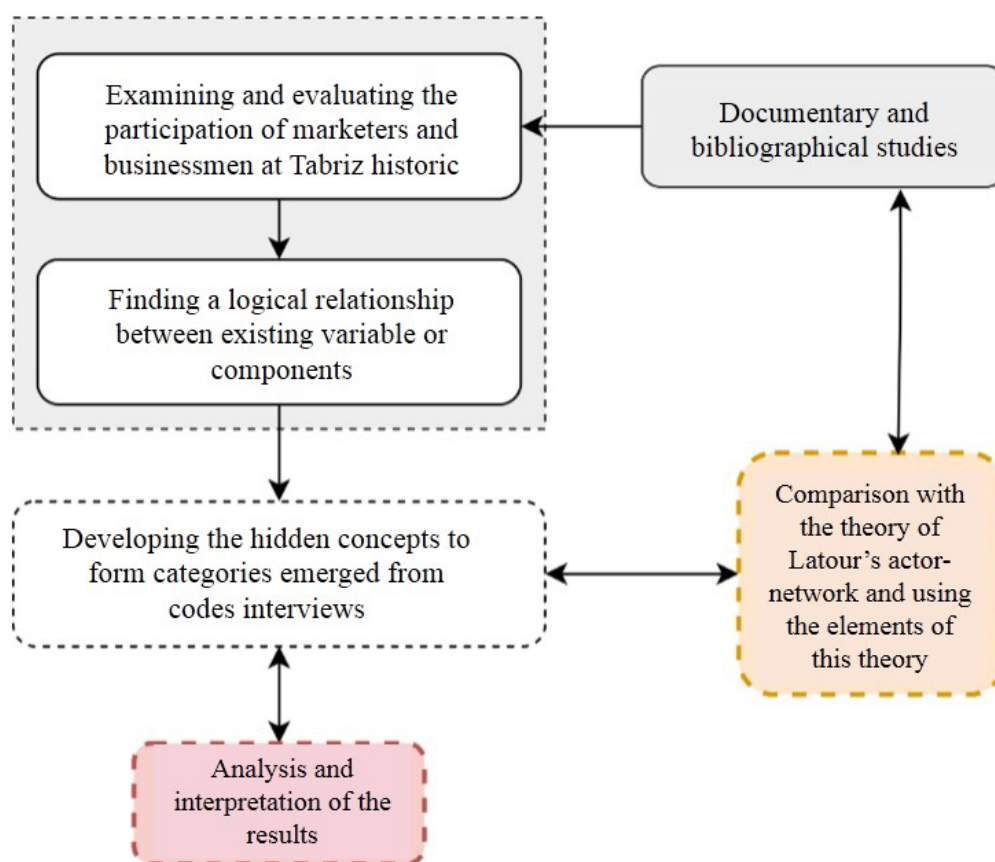 Examining and evaluating the
participation of marketers and
businessmen at Tabriz historic
Documentary and
bibliographical studies
Finding a logical relationship
between existing variable or
components
Developing the hidden concepts to
form categories emerged from
codes interviews
Comparison with
the theory of
Latour's actor-
network and using
the elements of
this theory
Analysis and
interpretation of the
results